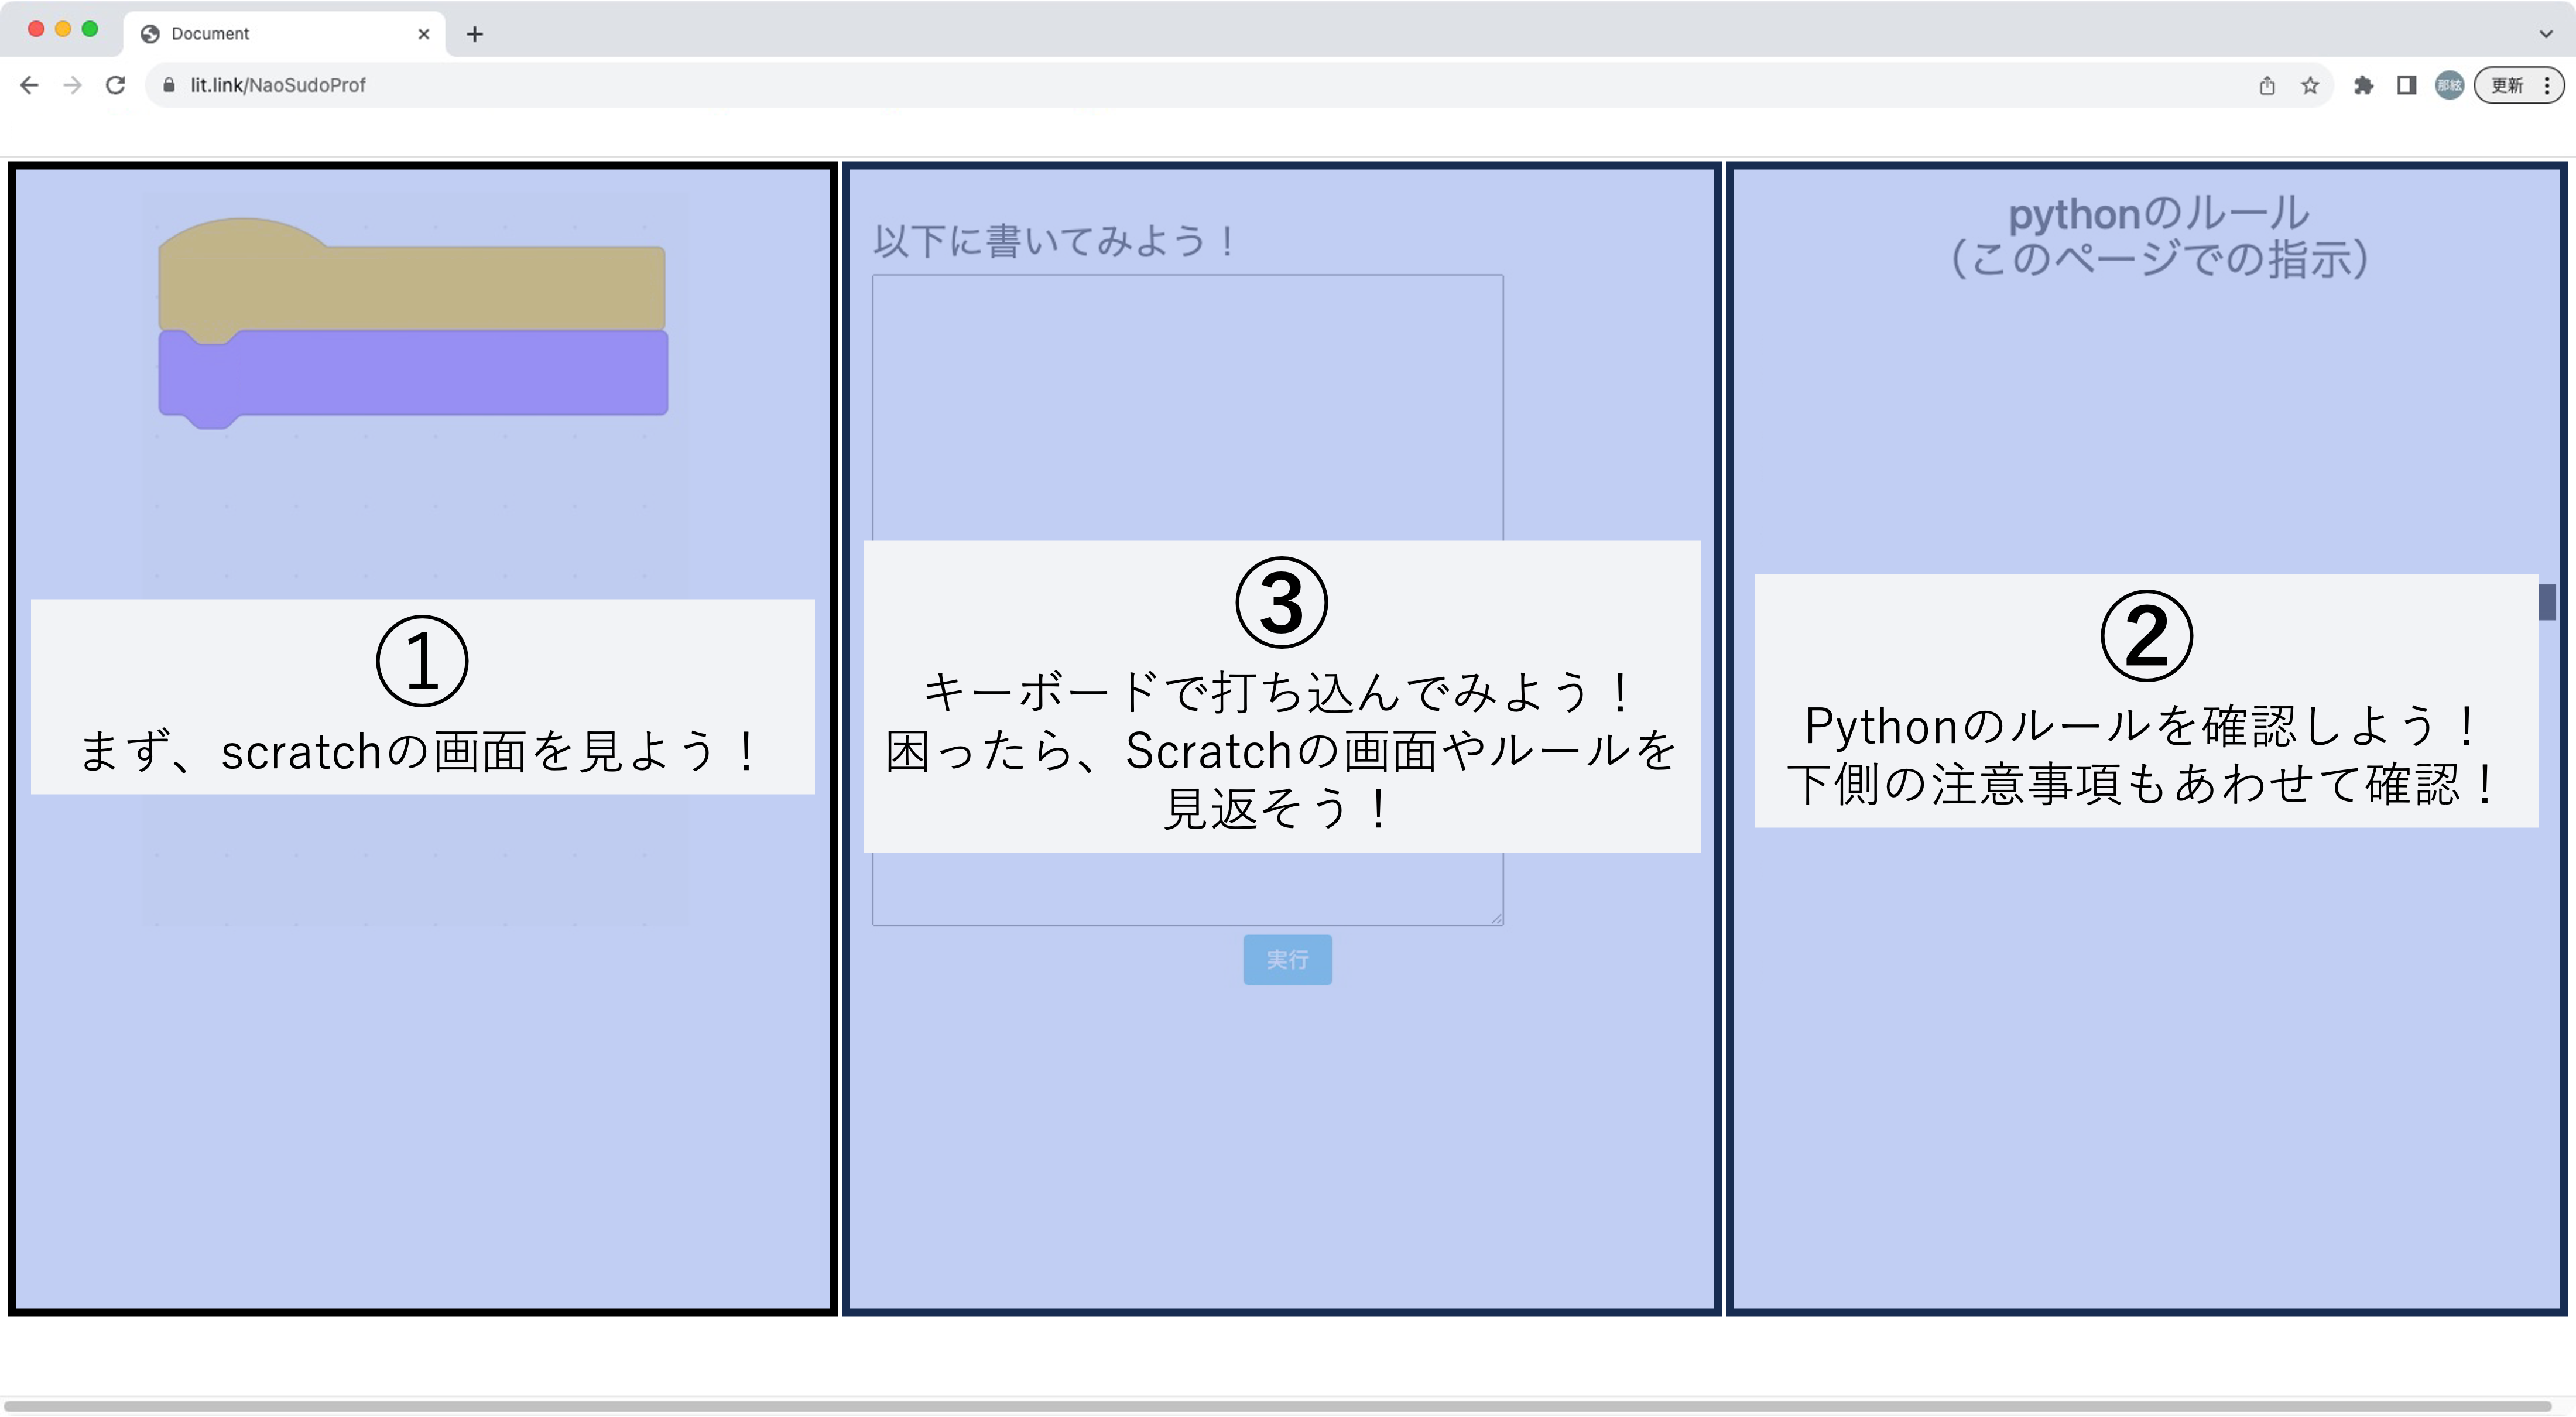 Document
lit.link/NaoSudoProf
那絃
更新
①
まず、scratchの画面を見よう！
以下に書いてみよう！
③
キーボードで打ち込んでみよう！
困ったら、Scratchの画面やルールを
見返そう！
実行
pythonのルール
（このページでの指示）
②
Pythonのルールを確認しよう！
下側の注意事項もあわせて確認！